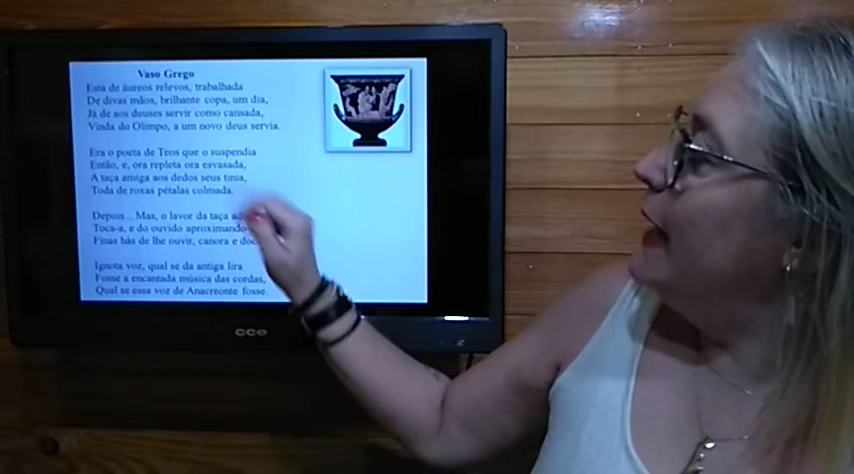 Vaso Grego
Esta de áureos relevos, trabalhada
De divas mãos, brilhante copa, um dia,
Já de aos deuses servir como cansada,
Vinda do Olimpo, a um novo deus servia.
Era o poeta de Teos que o suspendia
Então, e, ora repleta ora esvasada,
A taça amiga aos dedos seus tinia,
Toda de roxas pétalas colmada.
Depois... Mas, o lavor da taça
Toca-a, e do ouvido aproximando
Finas hás de lhe ouvir, canora e
Ignota voz, qual se da antiga lira
Fosse a encantada música das cordas,
Qual se essa voz de Anacreonte fosse.
cce